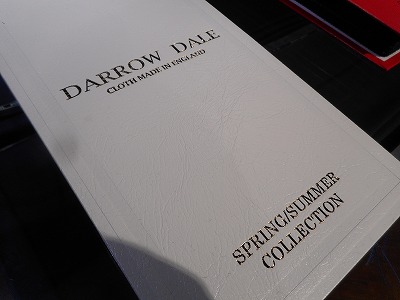 DARROW DALE
CLOTH MADE IN ENGLAND
SPRING/SUMMER
COLLECTION